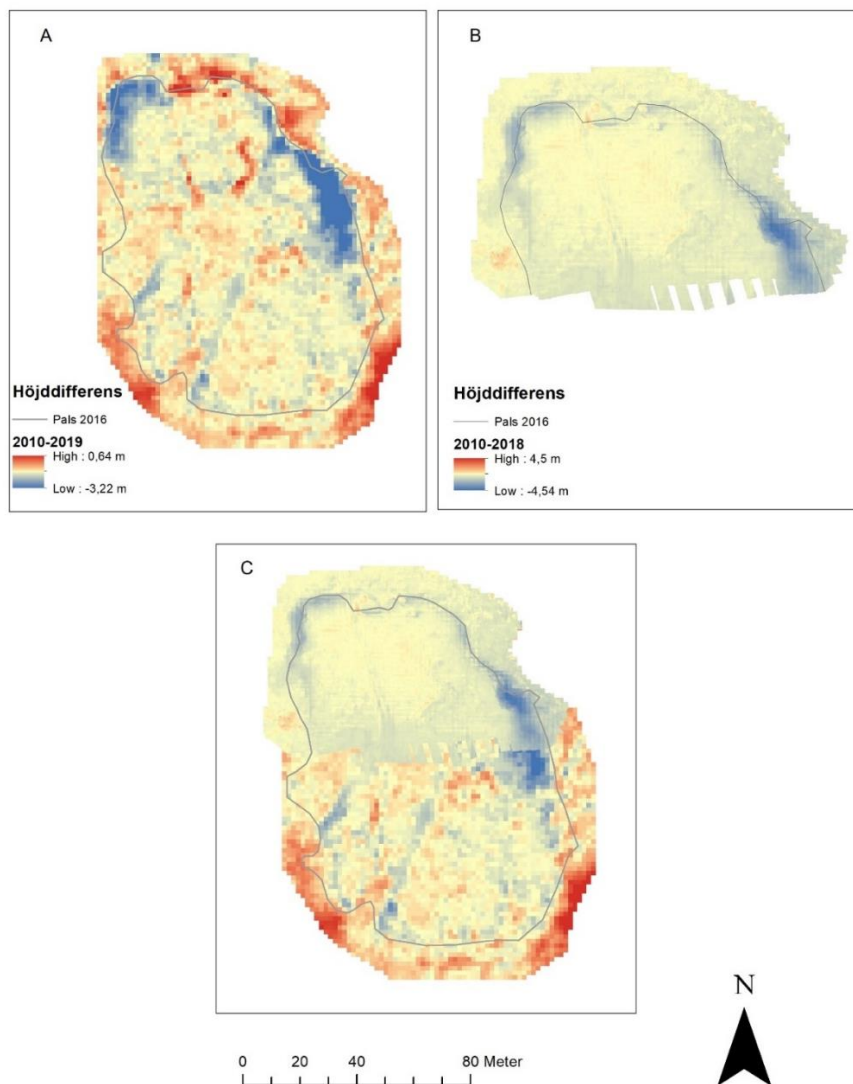 A
Höjddifferens
Pals 2016
2010-2019
High : 0,64 m
Low : -3,22 m
B
Höjddifferens
Pals 2016
2010-2018
High : 4,5 m
Low : -4,54 m
C
N
0 20 40 80 Meter